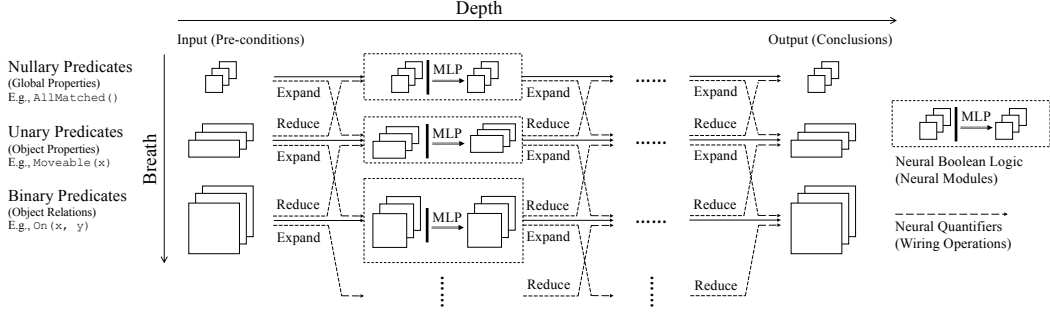 Depth
Input (Pre-conditions)
Output (Conclusions)
Breath
Nullary Predicates
(Global Properties)
E.g., AllMatched()
Unary Predicates
(Object Properties)
E.g., Moveable(x)
Binary Predicates
(Object Relations)
E.g., On(x, y)
Expand
Reduce
Expand
Reduce
Expand
MLP
MLP
MLP
Expand
Reduce
Expand
Reduce
Expand
Reduce
Expand
Reduce
Expand
Reduce
Reduce
MLP
Neural Boolean Logic
(Neural Modules)
Neural Quantifiers
(Wiring Operations)